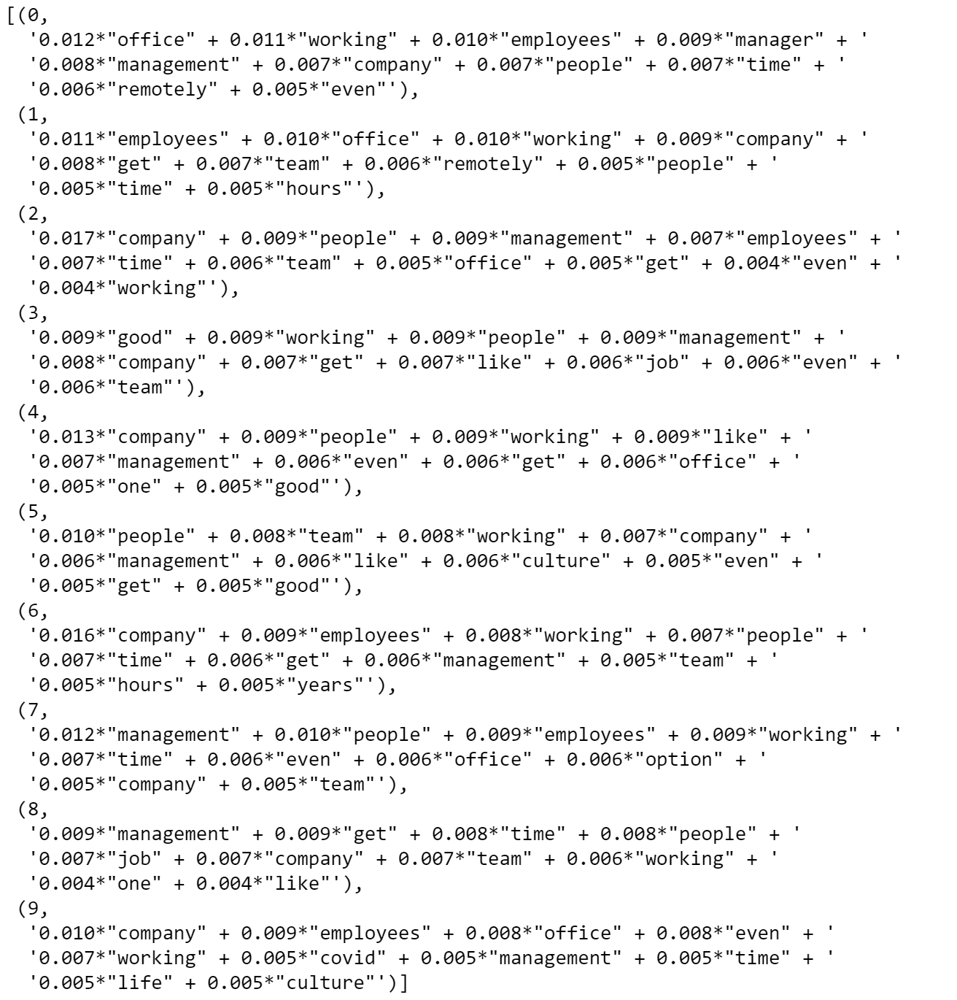 [(0,
'0.012*"office" + 0.011*"working" + 0.010*"employees" + 0.009*"manager" + '
'0.008*"management" + 0.007*"company" + 0.007*"people" + 0.007*"time" + '
'0.006*"remotely" + 0.005*"even"'),
(1,
'0.011*"employees" + 0.010*"office" + 0.010*"working" + 0.009*"company" + '
'0.008*"get" + 0.007*"team" + 0.006*"remotely" + 0.005*"people" + '
'0.005*"time" + 0.005*"hours"'),
(2,
'0.017*"company" + 0.009*"people" + 0.009*"management" + 0.007*"employees" + '
'0.007*"time" + 0.006*"team" + 0.005*"office" + 0.005*"get" + 0.004*"even" + '
'0.004*"working"'),
(3,
'0.009*"good" + 0.009*"working" + 0.009*"people" + 0.009*"management" + '
'0.008*"company" + 0.007*"get" + 0.007*"like" + 0.006*"job" + 0.006*"even" + '
'0.006*"team"'),
(4,
'0.013*"company" + 0.009*"people" + 0.009*"working" + 0.009*"like" + '
'0.007*"management" + 0.006*"even" + 0.006*"get" + 0.006*"office" + '
'0.005*"one" + 0.005*"good"'),
(5,
'0.010*"people" + 0.008*"team" + 0.008*"working" + 0.007*"company" + '
'0.006*"management" + 0.006*"like" + 0.006*"culture" + 0.005*"even" + '
'0.005*"get" + 0.005*"good"'),
(6,
'0.016*"company" + 0.009*"employees" + 0.008*"working" + 0.007*"people" + '
'0.007*"time" + 0.006*"get" + 0.006*"management" + 0.005*"team" + '
'0.005*"hours" + 0.005*"years"'),
(7,
'0.012*"management" + 0.010*"people" + 0.009*"employees" + 0.009*"working" + '
'0.007*"time" + 0.006*"even" + 0.006*"office" + 0.006*"option" + '
'0.005*"company" + 0.005*"team"'),
(8,
'0.009*"management" + 0.009*"get" + 0.008*"time" + 0.008*"people" + '
'0.007*"job" + 0.007*"company" + 0.007*"team" + 0.006*"working" + '
'0.004*"one" + 0.004*"like"'),
(9,
'0.010*"company" + 0.009*"employees" + 0.008*"office" + 0.008*"even" + '
'0.007*"working" + 0.005*"covid" + 0.005*"management" + 0.005*"time" + '
'0.005*"life" + 0.005*"culture"')]